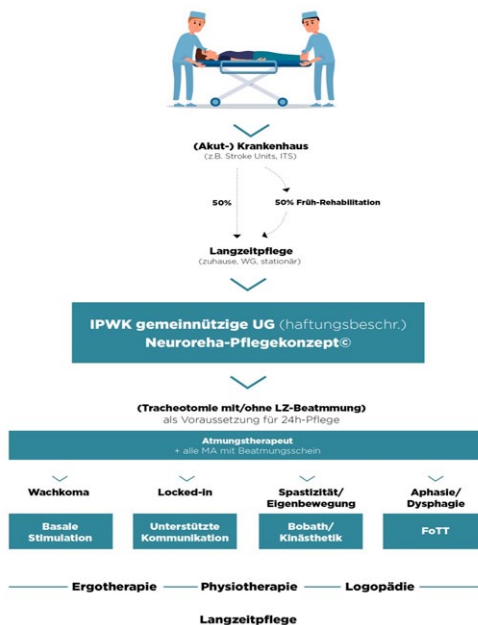 (Akut-) Krankenhaus
(z.B. Stroke Units, ITS)
50%
50% Früh-Rehabilitation
Langzeitpflege
(zuhause, WG, stationär)
IPWK gemeinnützige UG (haftungsbeschr.)
Neuroreha-Pflegekonzept©
(Tracheotomie mit/ohne LZ-Beatmmung)
als Voraussetzung für 24h-Pflege
Atmungstherapeut
+ alle MA mit Beatmungsschein
Wachkoma
Locked-in
Spastizität/
Eigenbewegung
Aphasie/
Dysphagie
Basale
Stimulation
Unterstützte
Kommunikation
Bobath/
Kinästhetik
FoTT
Ergotherapie
Physiotherapie
Logopädie
Langzeitpflege